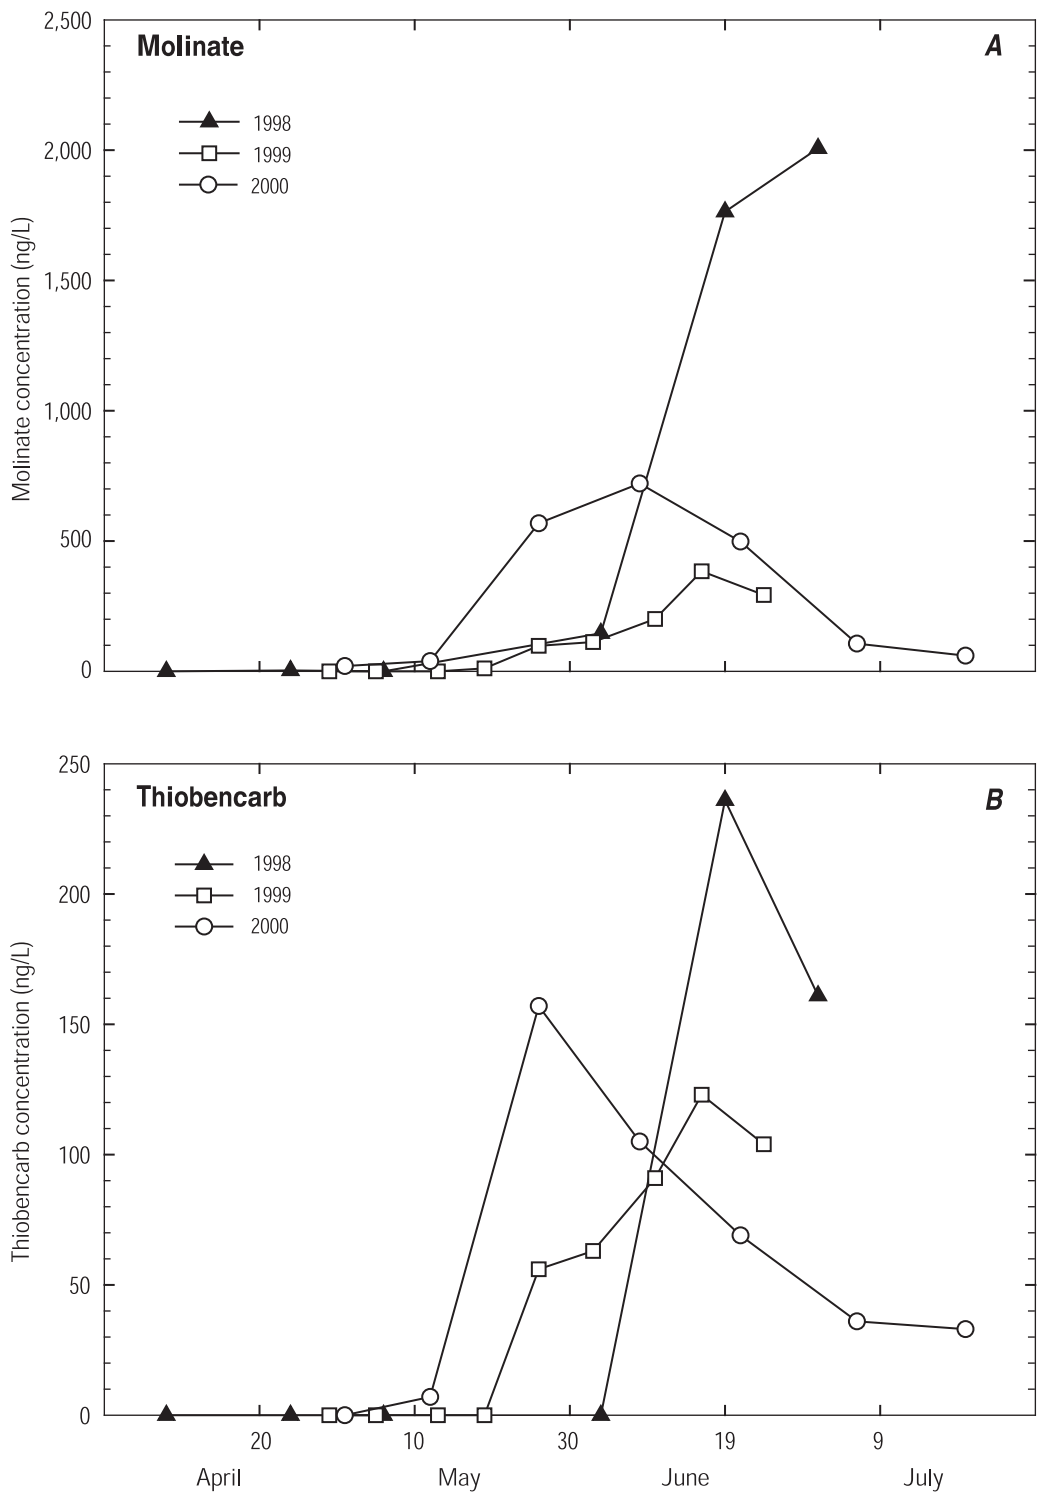 2,500
Molinate
A
1998
1999
2000
2,000
1,500
1,000
500
0
Molinate concentration (ng/L)
250
Thiobencarb
B
1998
1999
2000
200
150
100
50
0
Thiobencarb concentration (ng/L)
20 10 30 19 9
April May June July